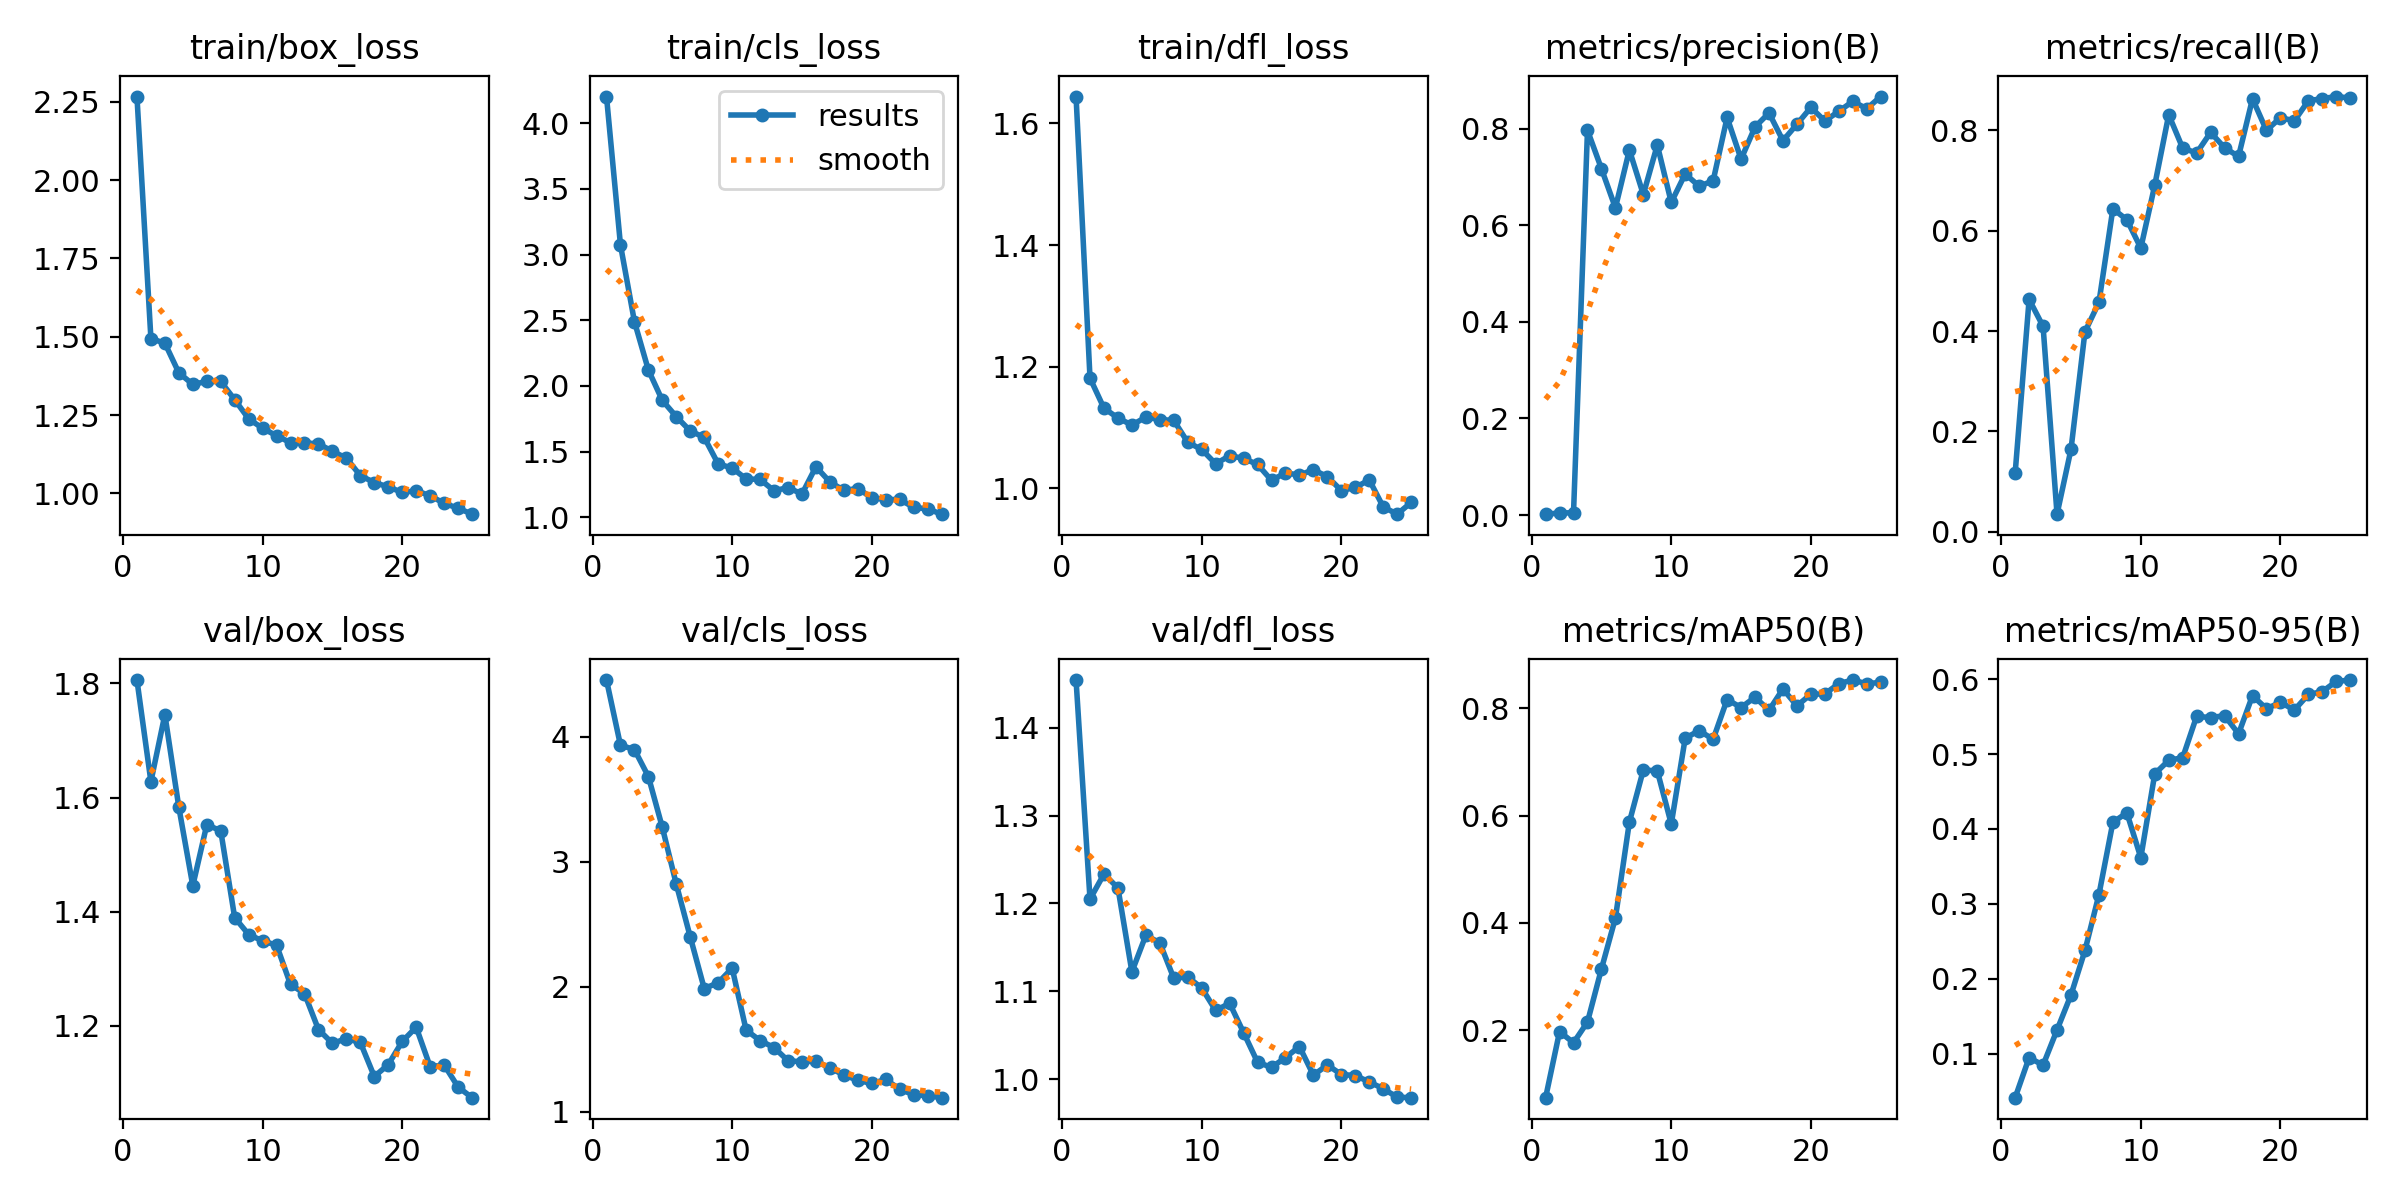 train/box_loss
train/cls_loss
train/dfl_loss
metrics/precision(B)
metrics/recall(B)
2.25
2.00
1.75
1.50
1.25
1.00
0 10 20
results
smooth
4.0
3.5
3.0
2.5
2.0
1.5
1.0
0 10 20
1.6
1.4
1.2
1.0
0 10 20
0.8
0.6
0.4
0.2
0.0
0 10 20
0.8
0.6
0.4
0.2
0.0
0 10 20
val/box_loss
val/cls_loss
val/dfl_loss
metrics/mAP50(B)
metrics/mAP50-95(B)
1.8
1.6
1.4
1.2
0 10 20
4
3
2
1
0 10 20
1.4
1.3
1.2
1.1
1.0
0 10 20
0.8
0.6
0.4
0.2
0 10 20
0.6
0.5
0.4
0.3
0.2
0.1
0 10 20